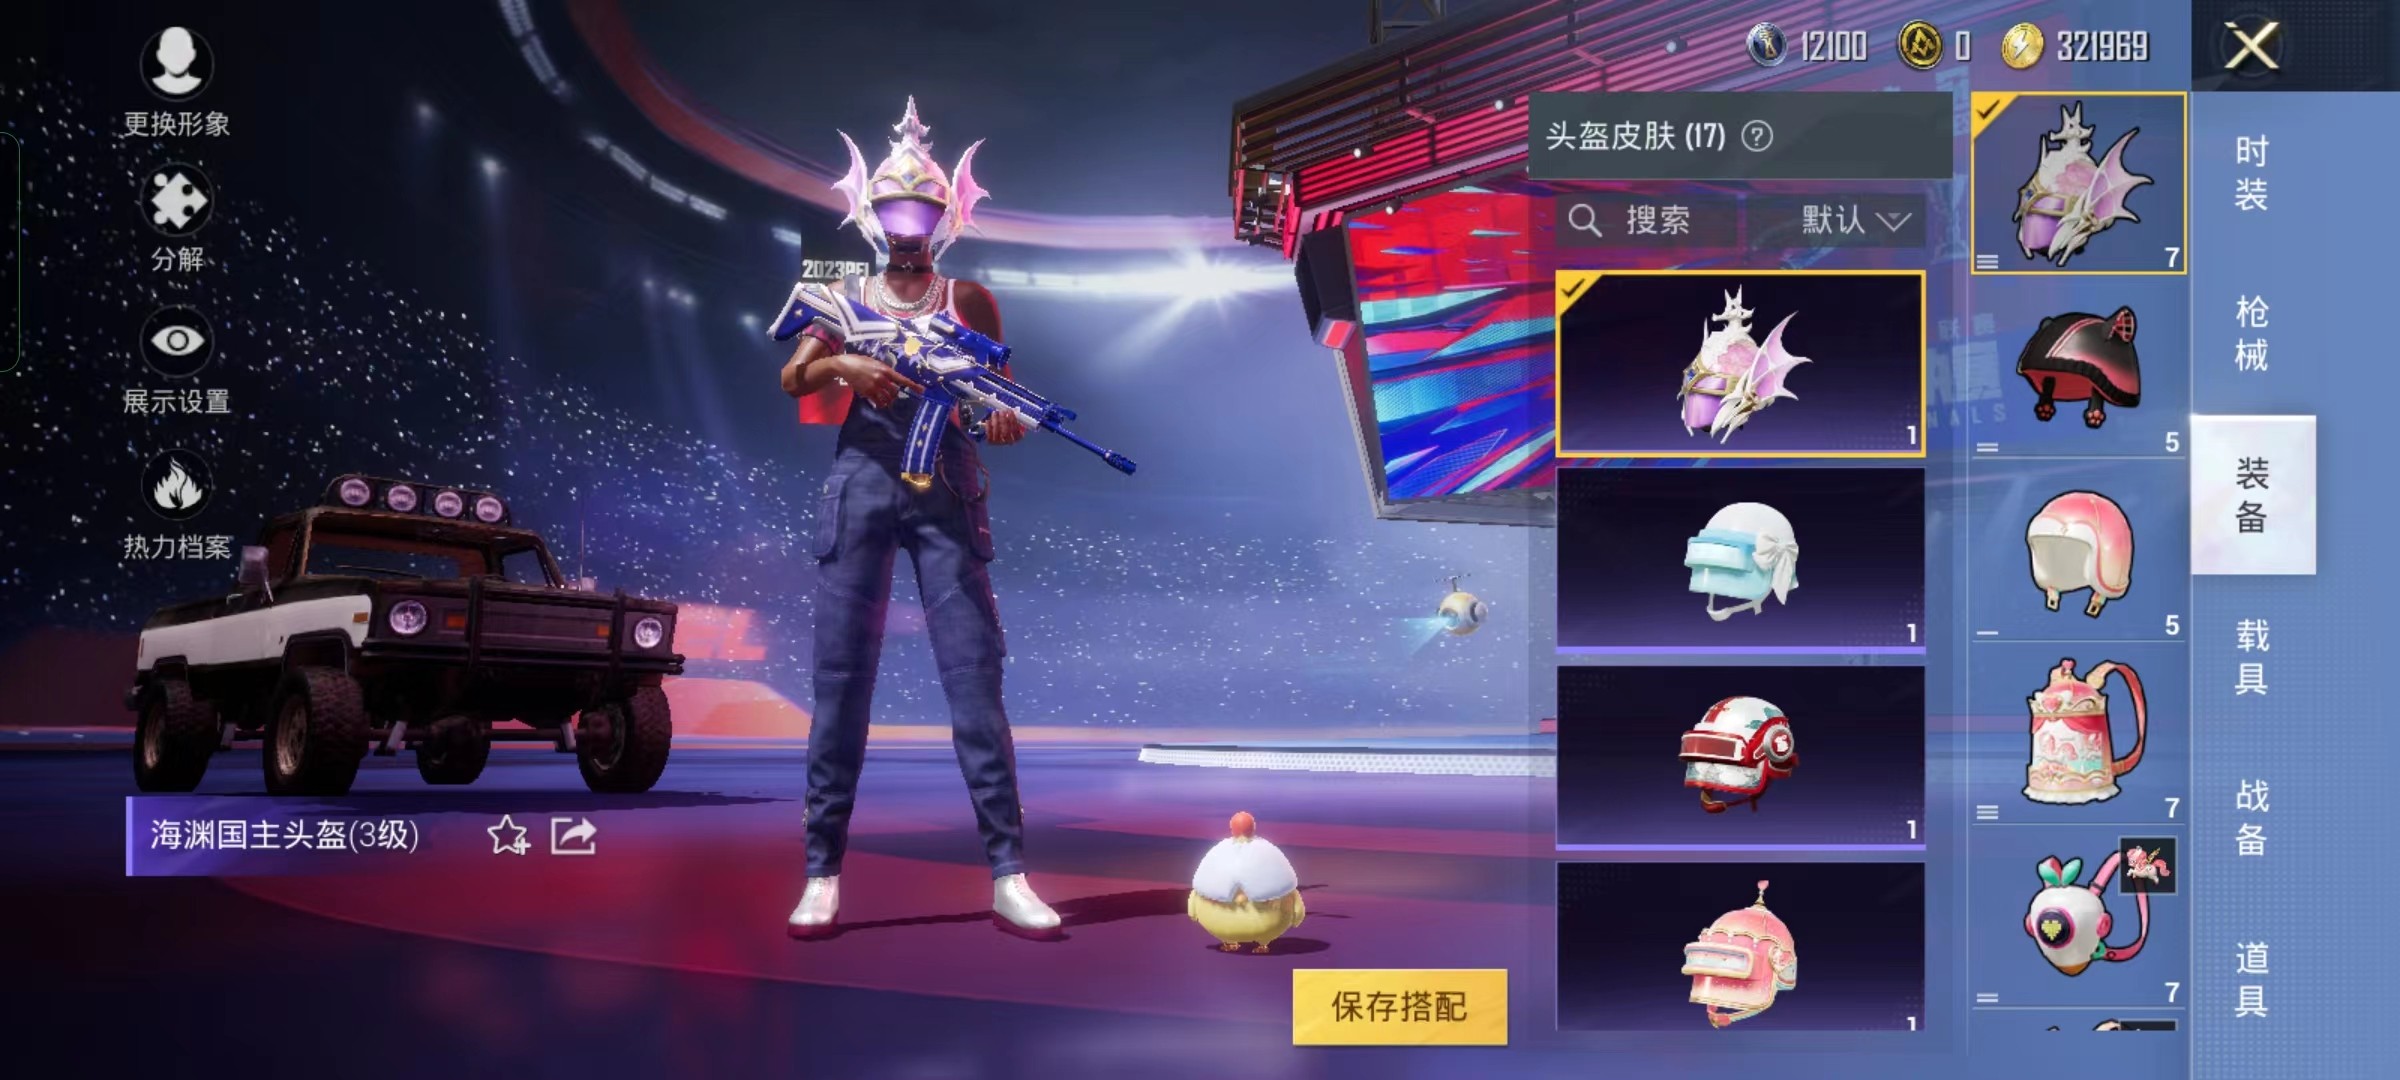 12100
0
321969
更换形象
分解
展示设置
热力档案
2023PEL
海渊国主头盔(3级)
保存搭配
头盔皮肤 (17) ?
搜索
默认
1
1
1
1
7
5
5
7
7
时装
枪械
装备
载具
战备
道具